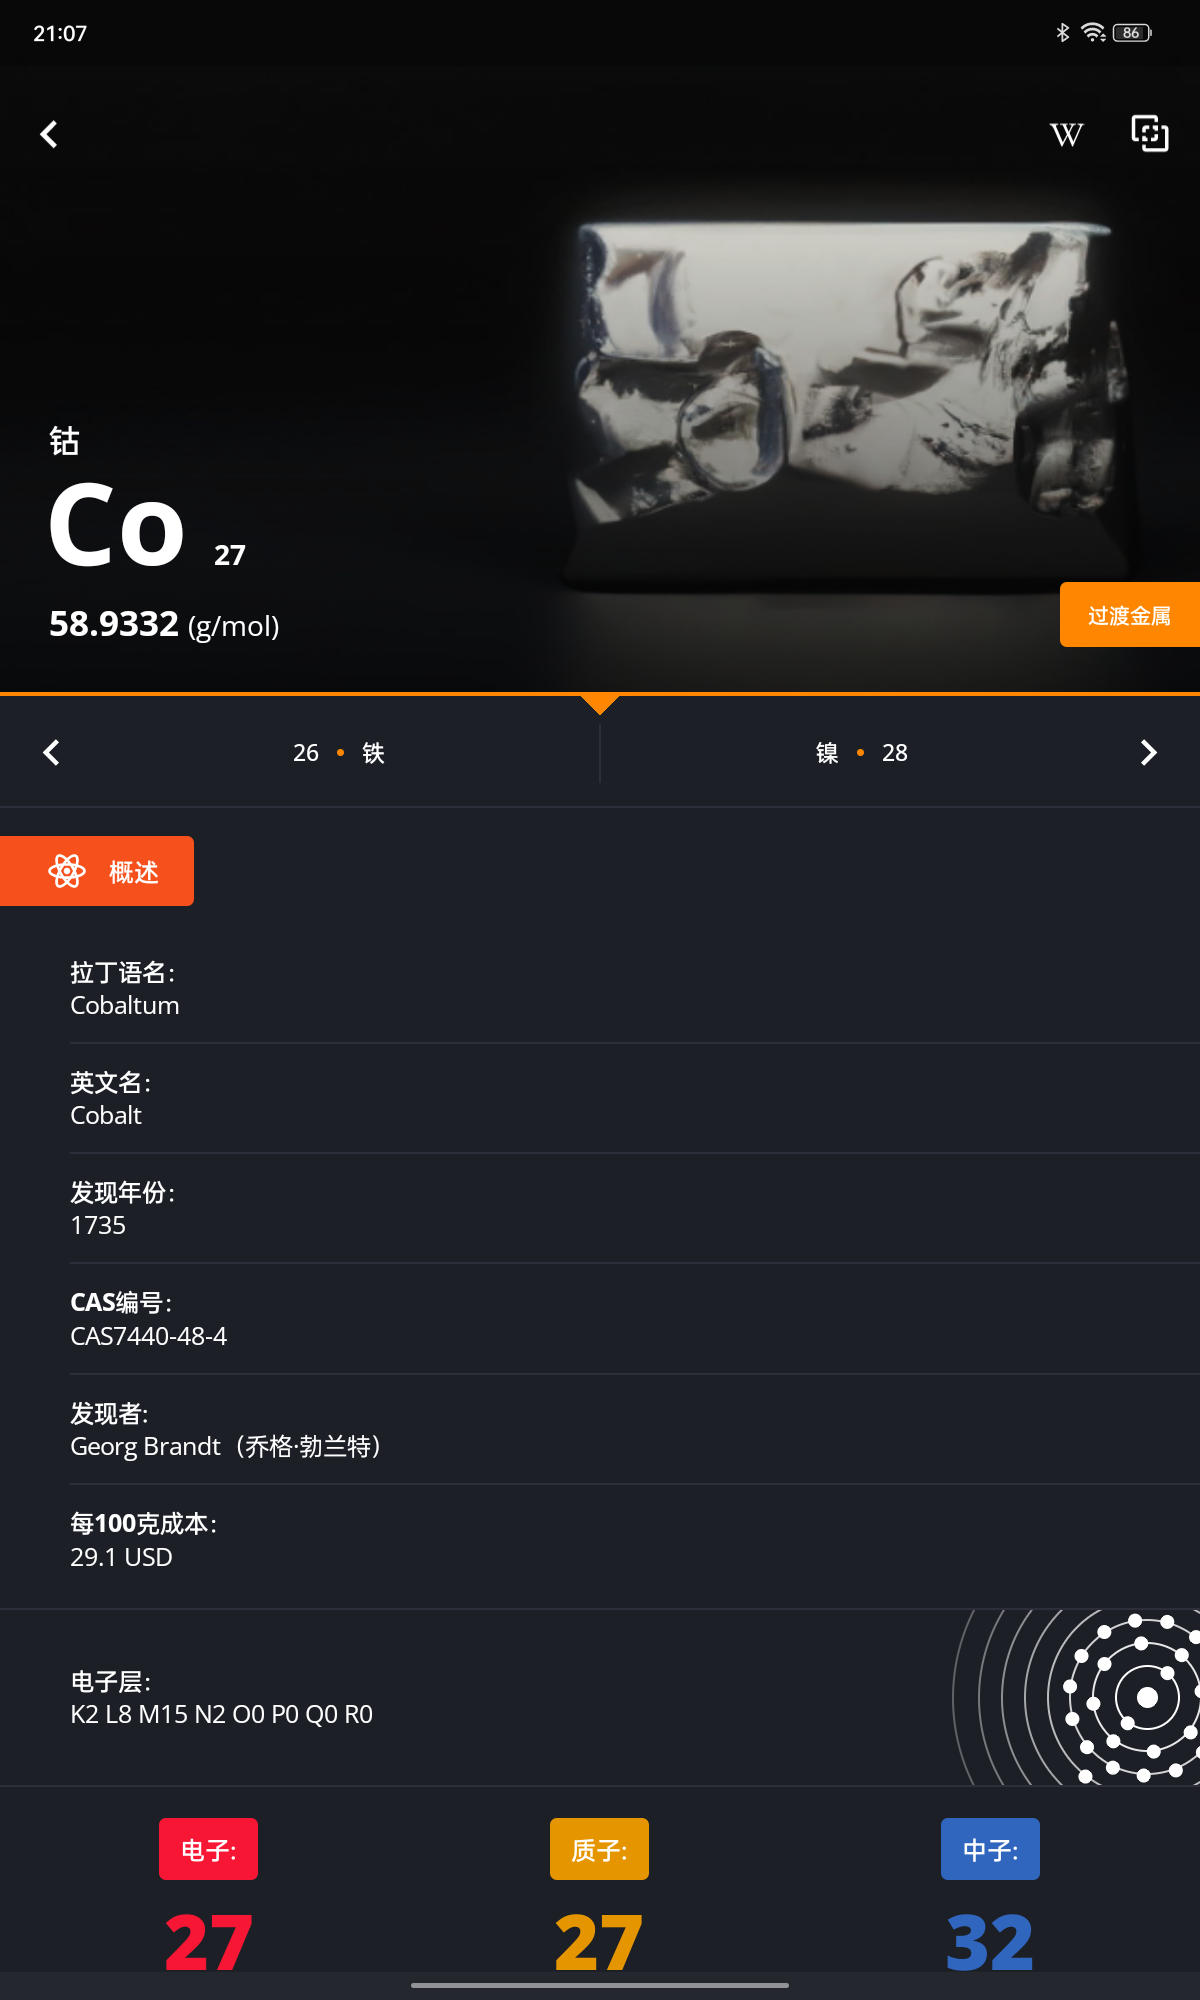 21:07
86
W
钴
Co 27
58.9332 (g/mol)
过渡金属
26 • 铁
镍 • 28
概述
拉丁语名:
Cobaltum
英文名:
Cobalt
发现年份:
1735
CAS编号:
CAS7440-48-4
发现者:
Georg Brandt（乔格·勃兰特）
每100克成本:
29.1 USD
电子层:
K2 L8 M15 N2 O0 P0 Q0 R0
电子: 质子: 中子:
27 27 32